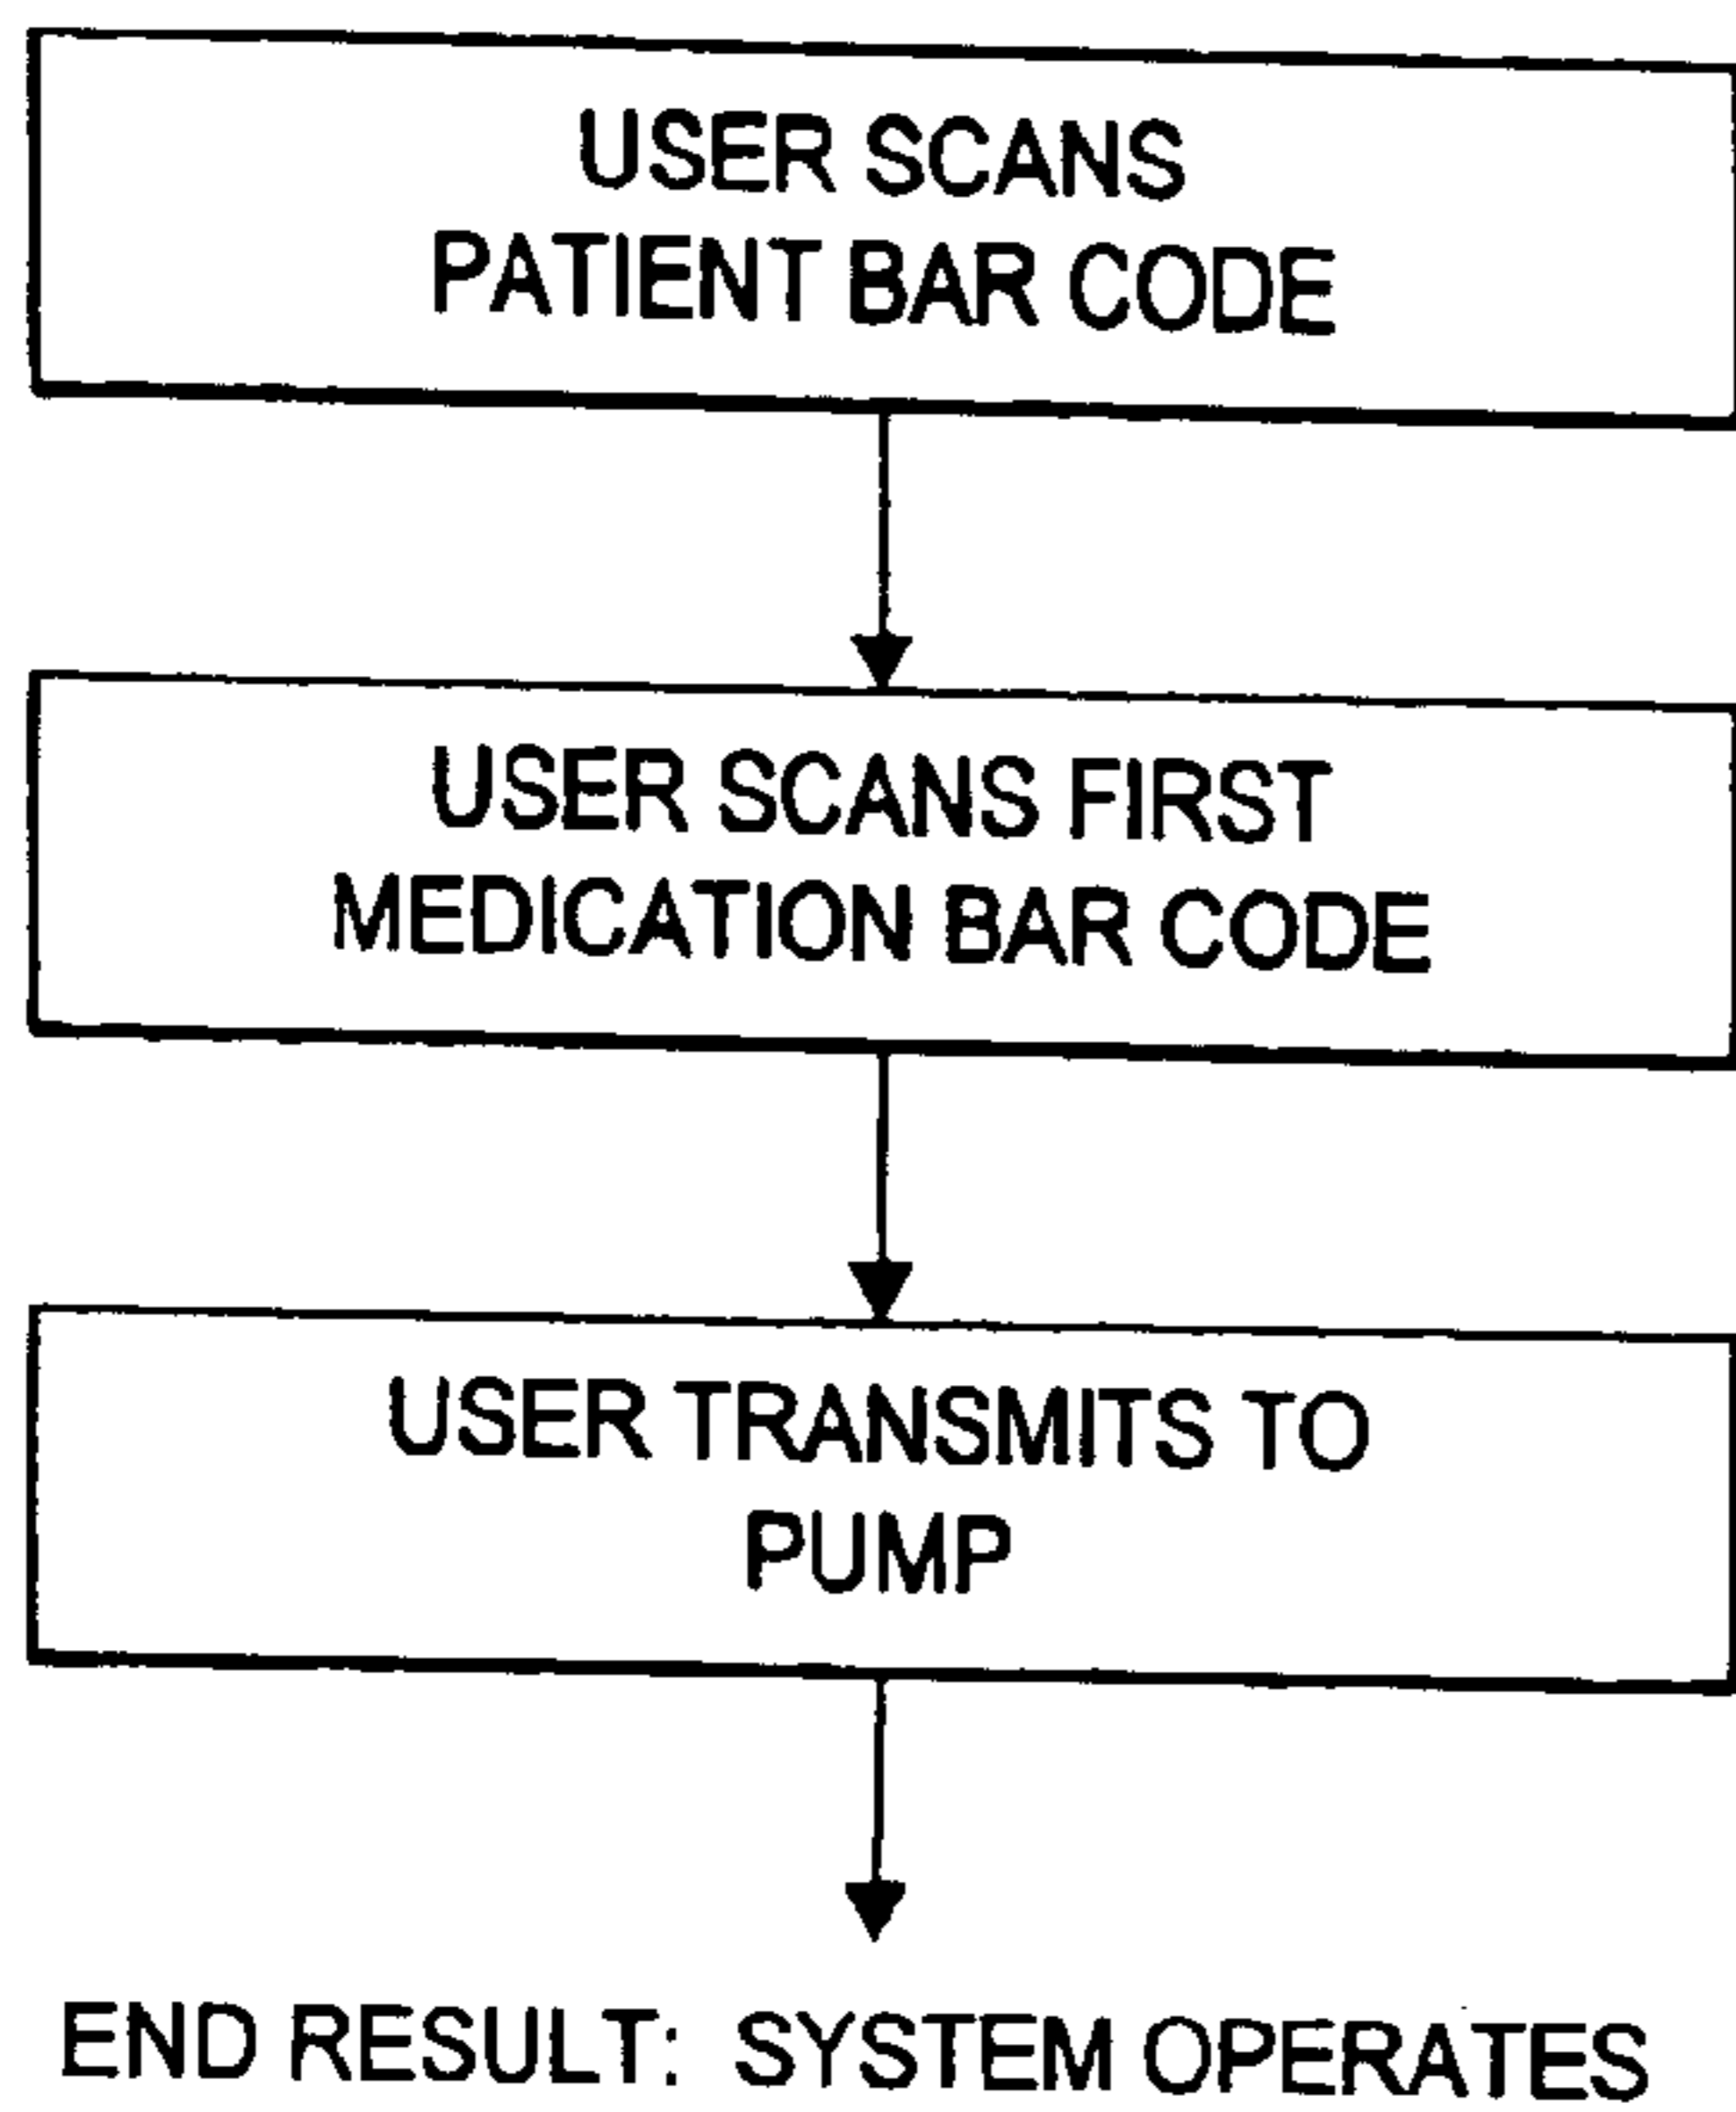 USER SCANS
PATIENT BAR CODE
USER SCANS FIRST
MEDICATION BAR CODE
USER TRANSMITS TO
PUMP
END RESULT: SYSTEM OPERATES